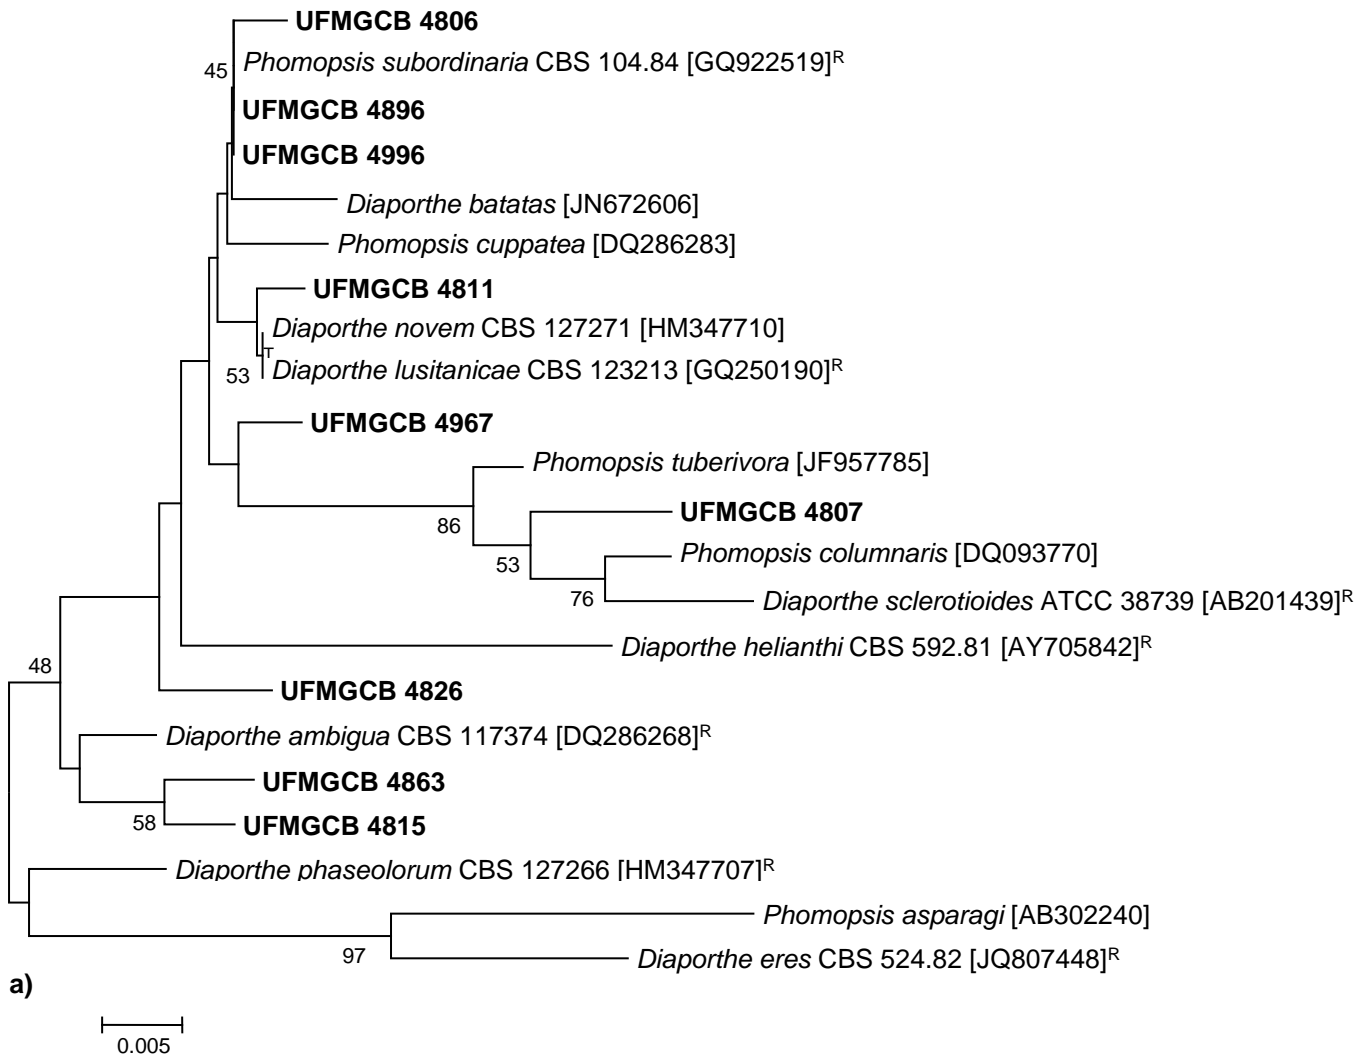 UFMGCB 4806
45
Phomopsis subordinaria CBS 104.84 [GQ922519]R
UFMGCB 4896
UFMGCB 4996
Diaporthe batatas [JN672606]
Phomopsis cuppatea [DQ286283]
UFMGCB 4811
Diaporthe novem CBS 127271 [HM347710]
T
Diaporthe lusitanicae CBS 123213 [GQ250190]R
53
UFMGCB 4967
Phomopsis tuberivora [JF957785]
86
UFMGCB 4807
53
Phomopsis columnaris [DQ093770]
76
Diaporthe sclerotioides ATCC 38739 [AB201439]R
Diaporthe helianthi CBS 592.81 [AY705842]R
48
UFMGCB 4826
Diaporthe ambigua CBS 117374 [DQ286268]R
UFMGCB 4863
58
UFMGCB 4815
Diaporthe phaseolorum CBS 127266 [HM347707]R
Phomopsis asparagi [AB302240]
97
Diaporthe eres CBS 524.82 [JQ807448]R
a)
0.005